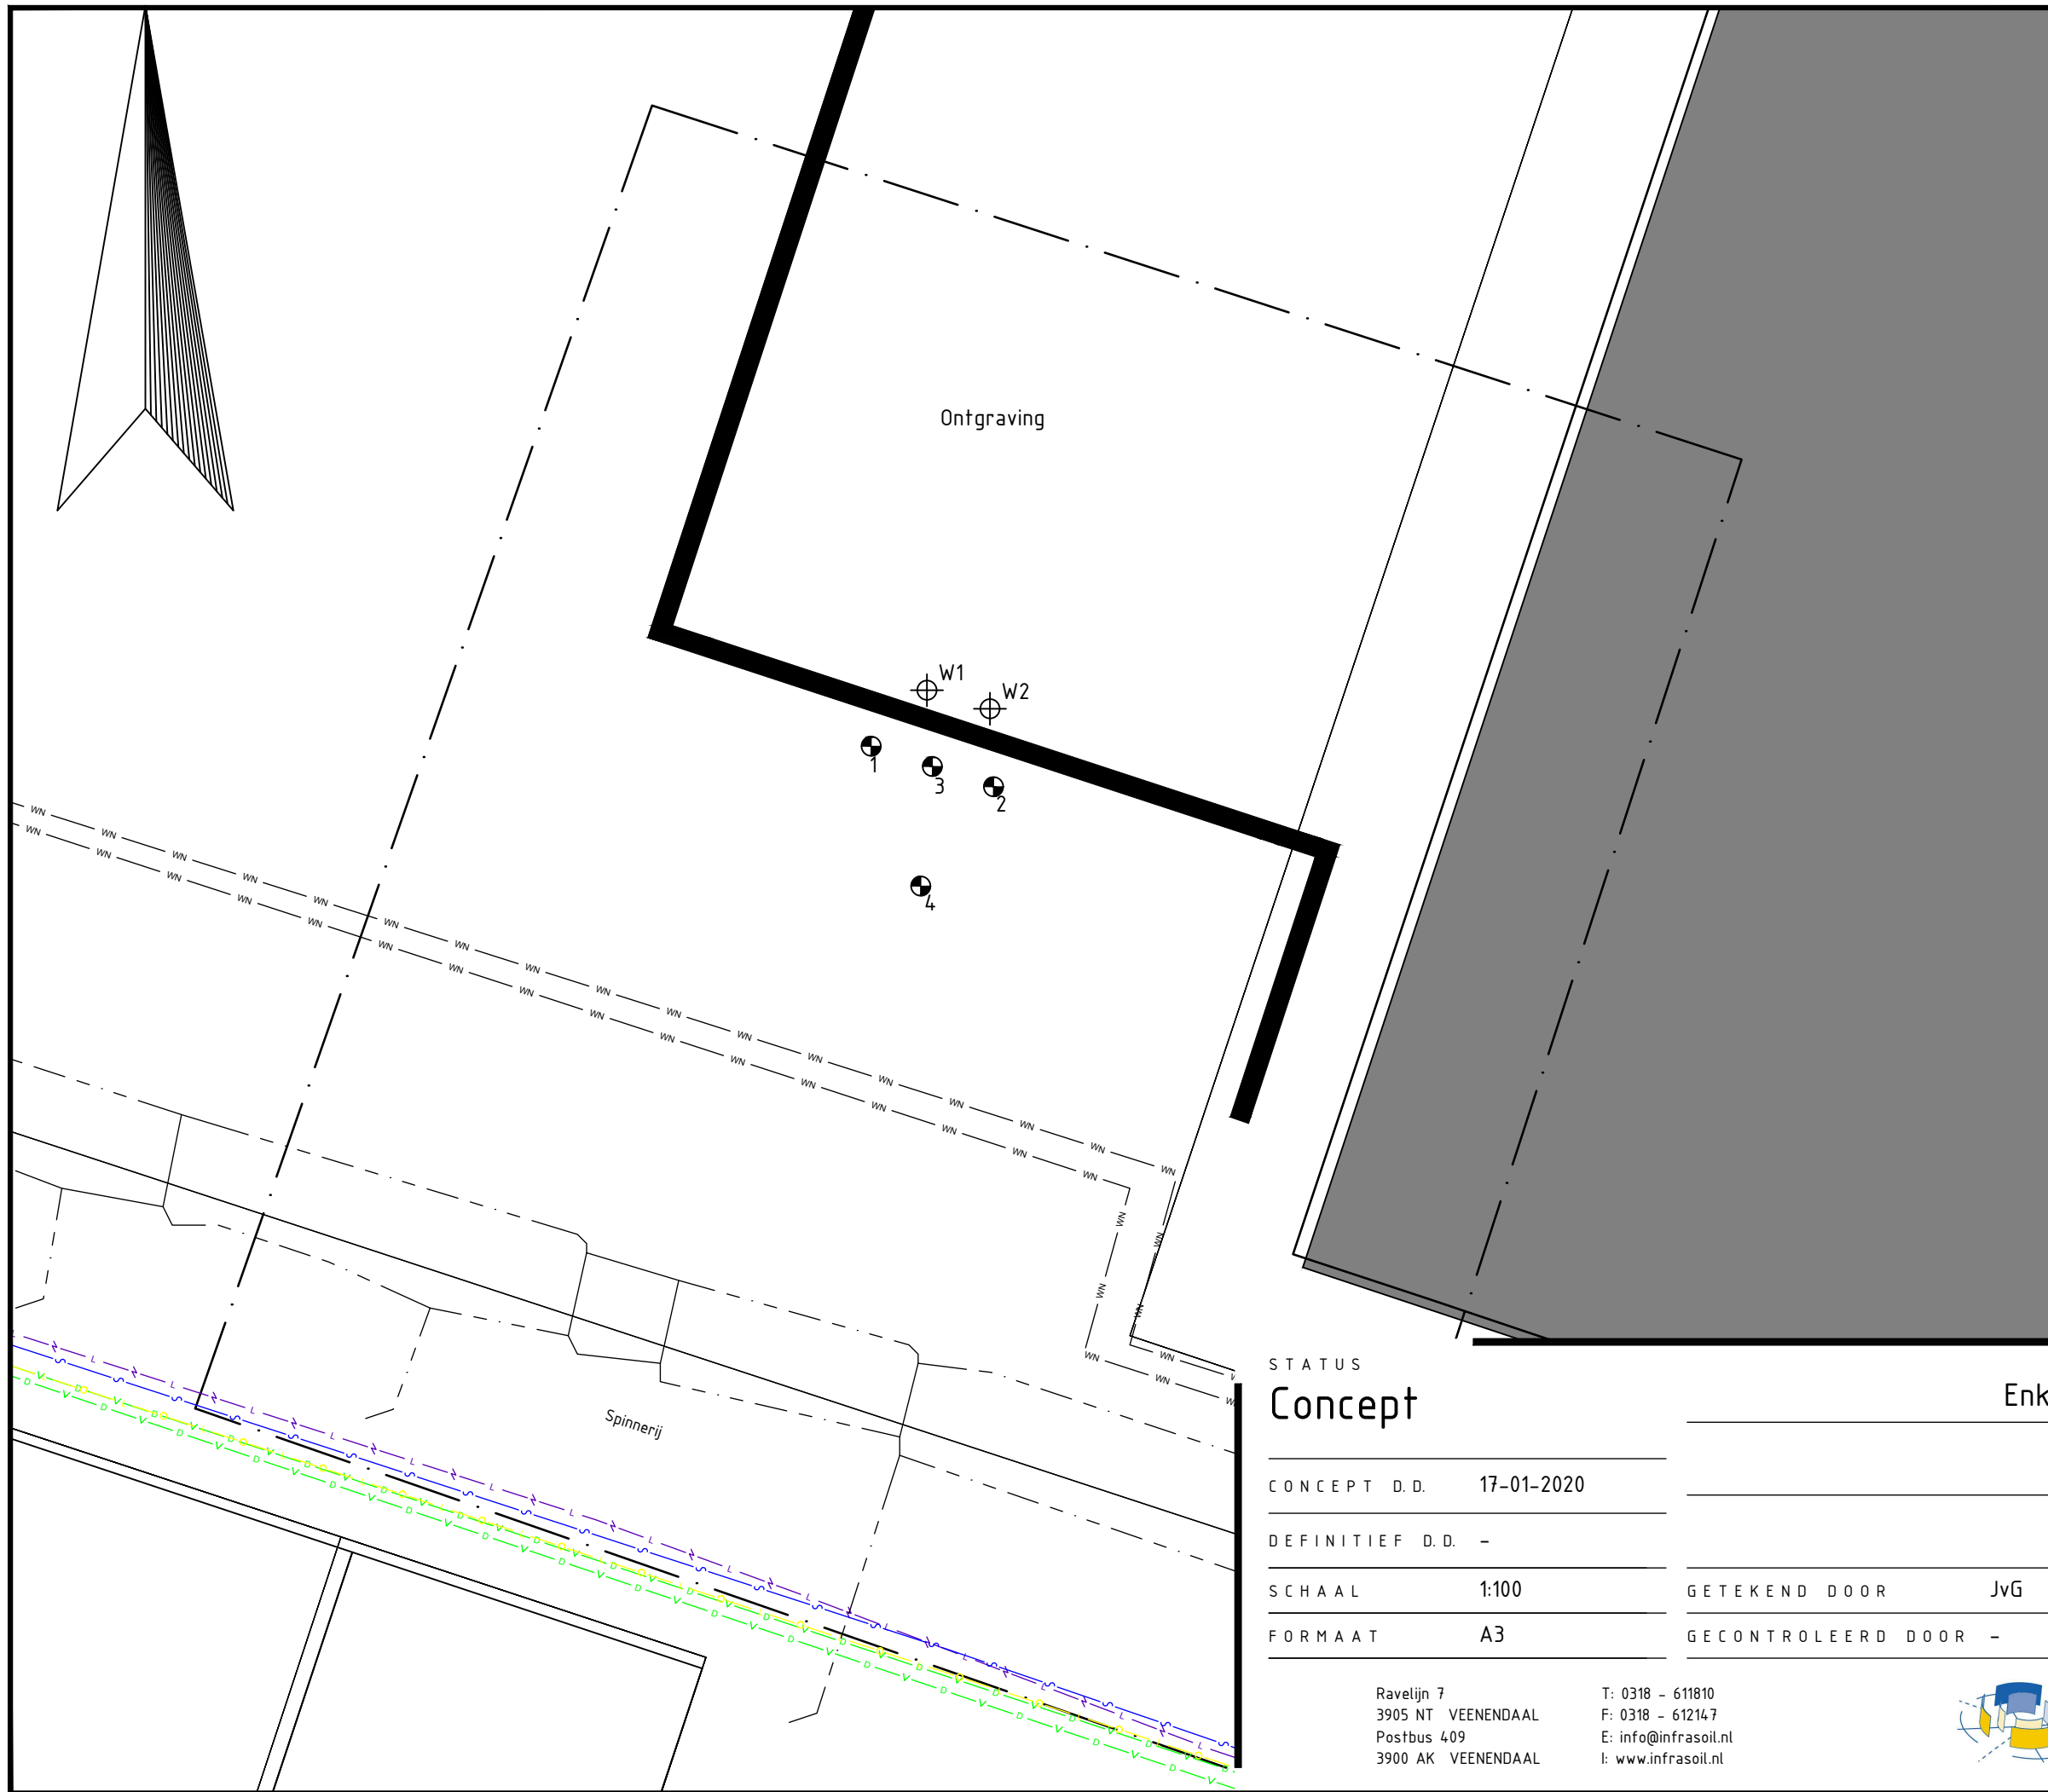 Ontgraving
W1
W2
1
3
2
4
Spinnerij
STATUS
Concept
Enk
CONCEPT D.D. 17-01-2020
DEFINITIEF D.D. -
SCHAAL 1:100
GETEKEND DOOR JvG
FORMAAT A3
GECONTROLEERD DOOR -
Ravelijn 7
3905 NT VEENENDAAL
Postbus 409
3900 AK VEENENDAAL
T: 0318 - 611810
F: 0318 - 612147
E: info@infrasoil.nl
I: www.infrasoil.nl